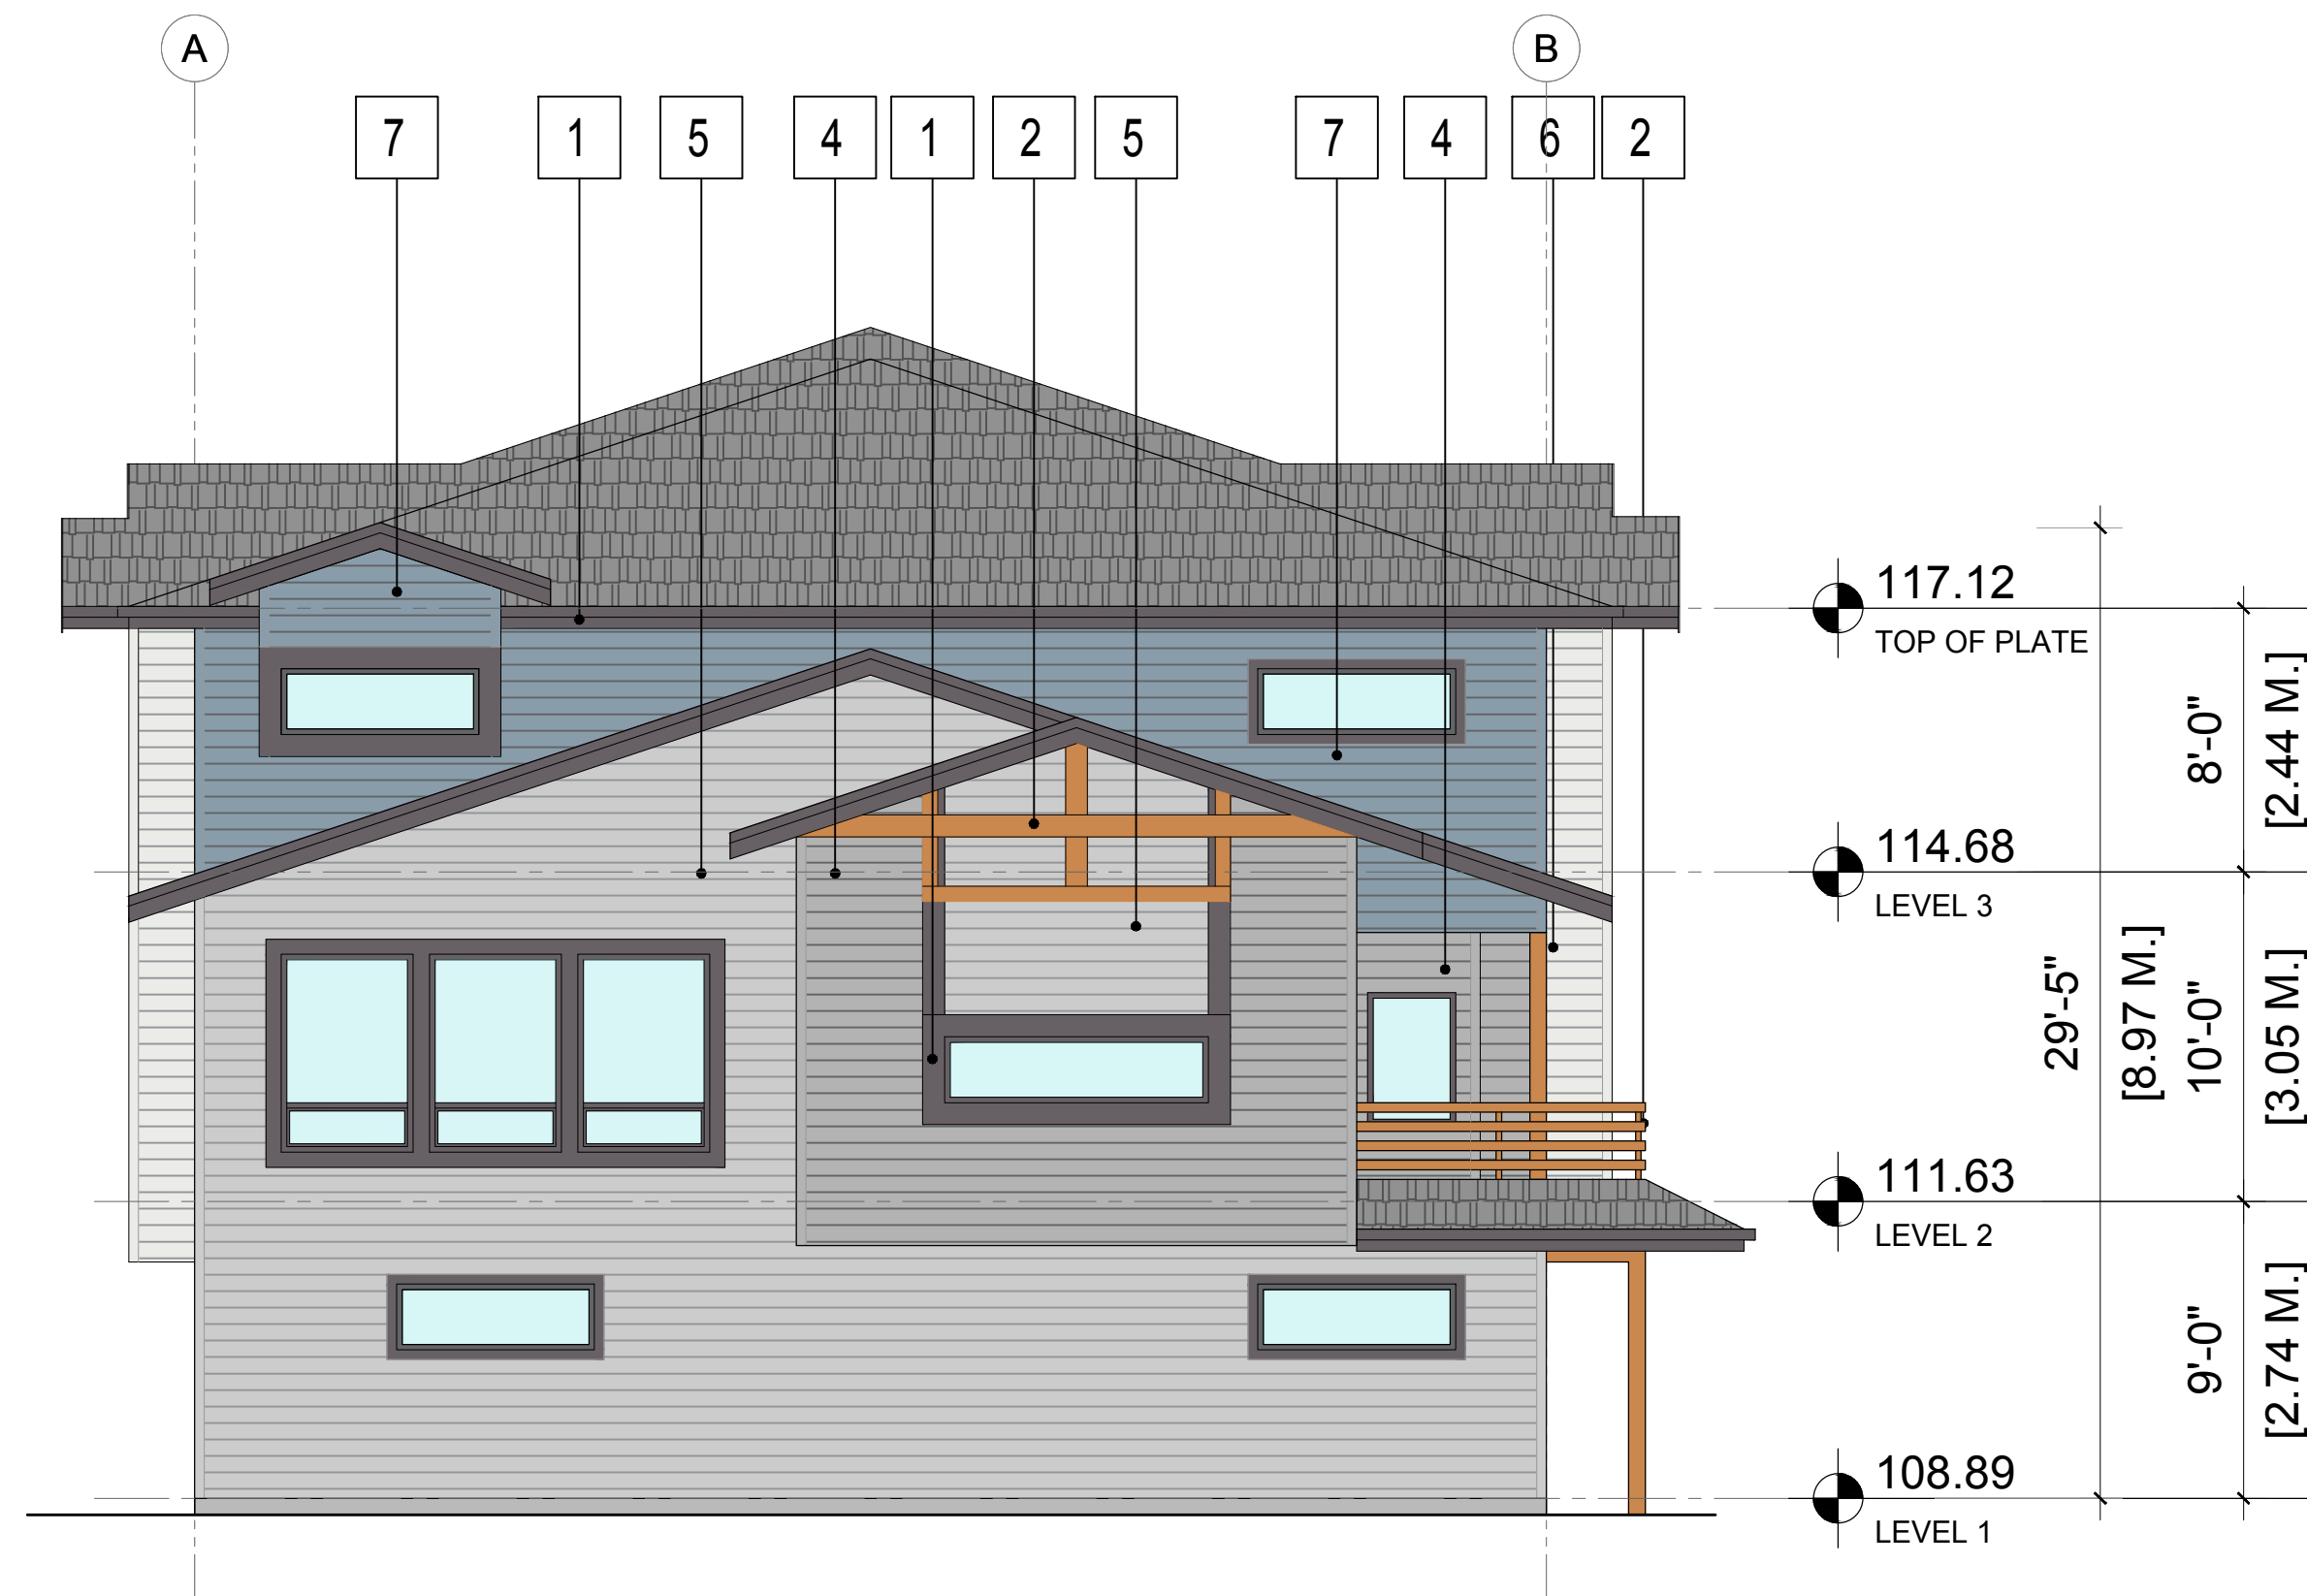 A
B
7
1
5
4
1
2
5
7
4
6
2
117.12
TOP OF PLATE
8'-0"
[2.44 M.]
114.68
LEVEL 3
29'-5"
[8.97 M.]
10'-0"
[3.05 M.]
111.63
LEVEL 2
9'-0"
[2.74 M.]
108.89
LEVEL 1